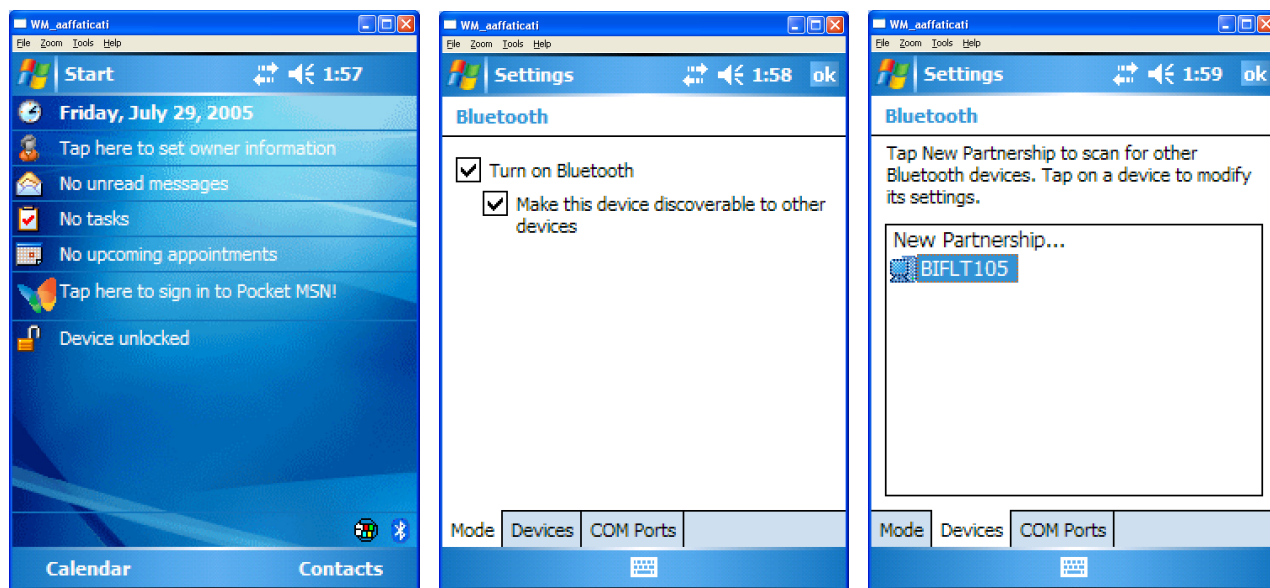 WM_aaffaticati
File Zoom Tools Help
Start 1:57
Friday, July 29, 2005
Tap here to set owner information
No unread messages
No tasks
No upcoming appointments
Tap here to sign in to Pocket MSN!
Device unlocked
Calendar Contacts
WM_aaffaticati
File Zoom Tools Help
Settings 1:58 ok
Bluetooth
Turn on Bluetooth
Make this device discoverable to other
devices
Mode Devices COM Ports
WM_aaffaticati
File Zoom Tools Help
Settings 1:59 ok
Bluetooth
Tap New Partnership to scan for other
Bluetooth devices. Tap on a device to modify
its settings.
New Partnership...
BIFLT105
Mode Devices COM Ports